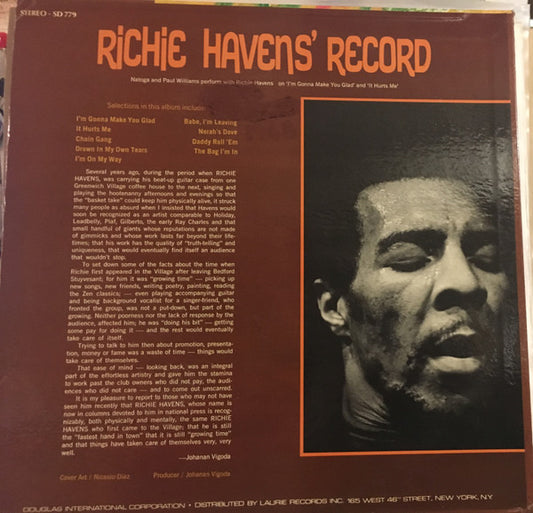 STEREO - SD 779
RICHIE HAVENS' RECORD
Natoga and Paul Williams perform with Richie Havens on 'I'm Gonna Make You Glad' and 'It Hurts Me'
Selections in this album include:
I'm Gonna Make You Glad
It Hurts Me
Chain Gang
Drown In My Own Tears
I'm On My Way
Babe, I'm Leaving
Norah's Dove
Daddy Roll 'Em
The Bag I'm In
Several years ago, during the period when RICHIE
HAVENS, was carrying his beat-up guitar case from one
Greenwich Village coffee house to the next, singing and
playing the hootenanny afternoons and evenings so that
the "basket take" could keep him physically alive, it struck
many people as absurd when I insisted that Havens would
soon be recognized as an artist comparable to Holiday,
Leadbelly, Piaf, Gilberto, the early Ray Charles and that
small handful of giants whose reputations are not made
of gimmicks and whose work lasts far beyond their life-
times; that his work has the quality of "truth-telling" and
uniqueness, that would eventually find itself an audience
that wouldn't stop.
To set down some of the facts about the time when
Richie first appeared in the Village after leaving Bedford
Stuyvesant; for him it was "growing time" — picking up
new songs, new friends, writing poetry, painting, reading
the Zen classics; — even playing accompanying guitar
and being background vocalist for a singer-friend, who
fronted the group, was not a put-down, but part of the
growing. Neither poorness nor the lack of response by the
audience, affected him; he was "doing his bit" — getting
some pay for doing it — and the rest would eventually
take care of itself.
Trying to talk to him then about promotion, presenta-
tion, money or fame was a waste of time — things would
take care of themselves.
That ease of mind — looking back, was an integral
part of the effortless artistry and gave him the stamina
to work past the club owners who did not pay, the audi-
ences who did not care — and to come out unscarred.
It is my pleasure to report to those who may not have
seen him recently that RICHIE HAVENS, whose name is
now in columns devoted to him in national press is recog-
nizably, both physically and mentally, the same RICHIE
HAVENS who first came to the Village; that he is still
the "fastest hand in town" that it is still "growing time"
and that things have taken care of themselves very, very
well.
—Johanan Vigoda
Cover Art / Nicasio Diaz
Producer / Johanan Vigoda
DOUGLAS INTERNATIONAL CORPORATION • DISTRIBUTED BY LAURIE RECORDS INC. 165 WEST 46TH STREET, NEW YORK, N.Y.